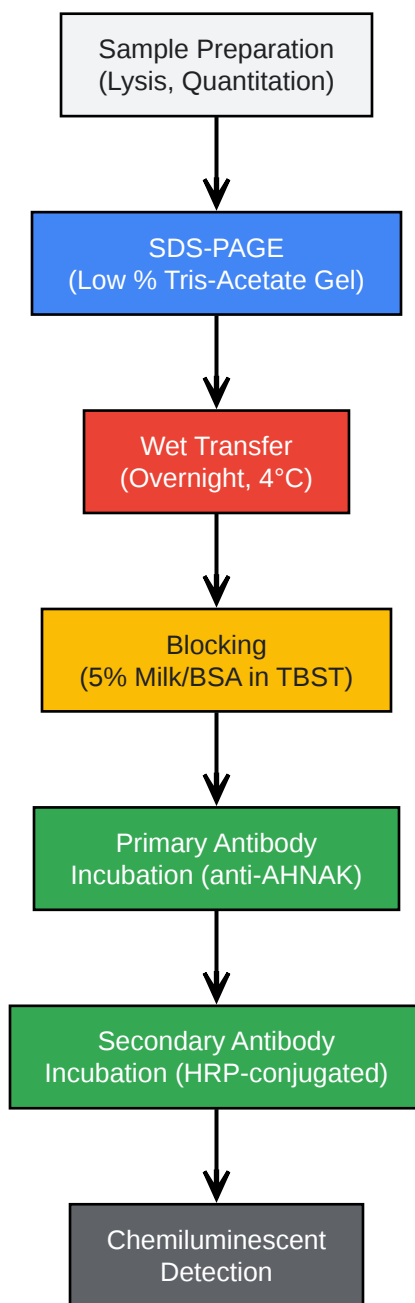 Sample Preparation
(Lysis, Quantitation)
SDS-PAGE
(Low % Tris-Acetate Gel)
Wet Transfer
(Overnight, 4°C)
Blocking
(5% Milk/BSA in TBST)
Primary Antibody
Incubation (anti-AHNAK)
Secondary Antibody
Incubation (HRP-conjugated)
Chemiluminescent
Detection